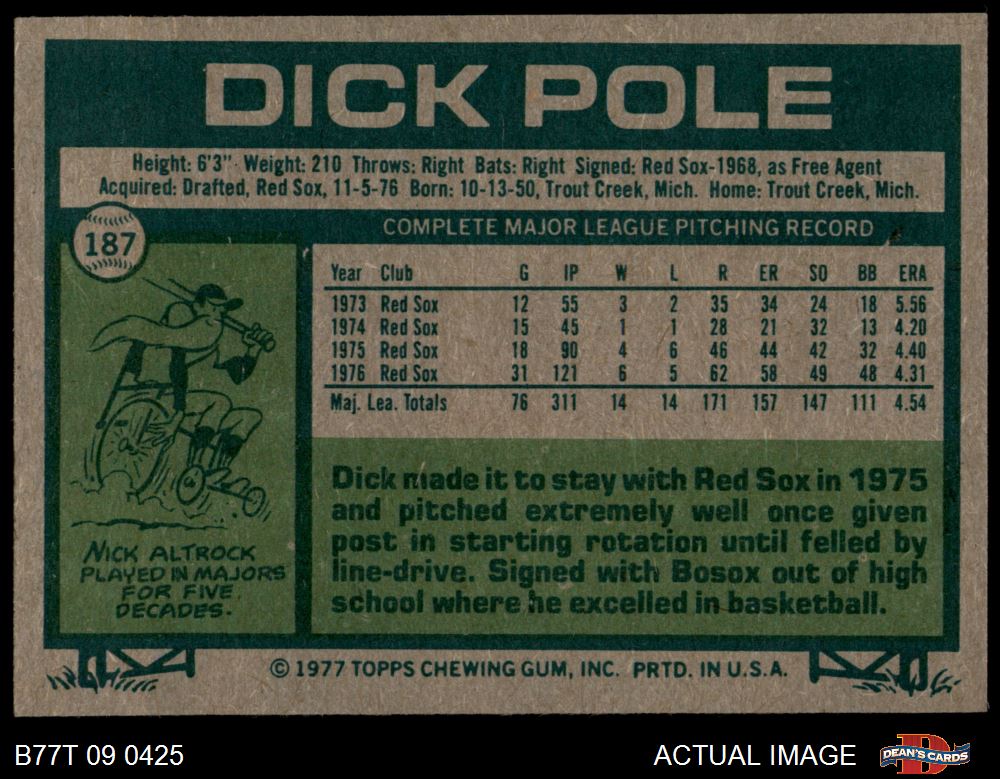 DICK POLE
Height: 6'3" Weight: 210 Throws: Right Bats: Right Signed: Red Sox-1968, as Free Agent
Acquired: Drafted, Red Sox, 11-5-76 Born: 10-13-50, Trout Creek, Mich. Home: Trout Creek, Mich.
187
COMPLETE MAJOR LEAGUE PITCHING RECORD
Year Club G IP W L R ER SO BB ERA
1973 Red Sox 12 55 3 2 35 34 24 18 5.56
1974 Red Sox 15 45 1 1 28 21 32 13 4.20
1975 Red Sox 18 90 4 6 46 44 42 32 4.40
1976 Red Sox 31 121 6 5 62 58 49 48 4.31
Maj. Lea. Totals 76 311 14 14 171 157 147 111 4.54
NICK ALTROCK
PLAYED IN MAJORS
FOR FIVE
DECADES.
Dick made it to stay with Red Sox in 1975
and pitched extremely well once given
post in starting rotation until felled by
line-drive. Signed with Bosox out of high
school where he excelled in basketball.
© 1977 TOPPS CHEWING GUM, INC. PRTD. IN U.S.A.
B77T 09 0425
ACTUAL IMAGE
D
DEAN'S CARDS